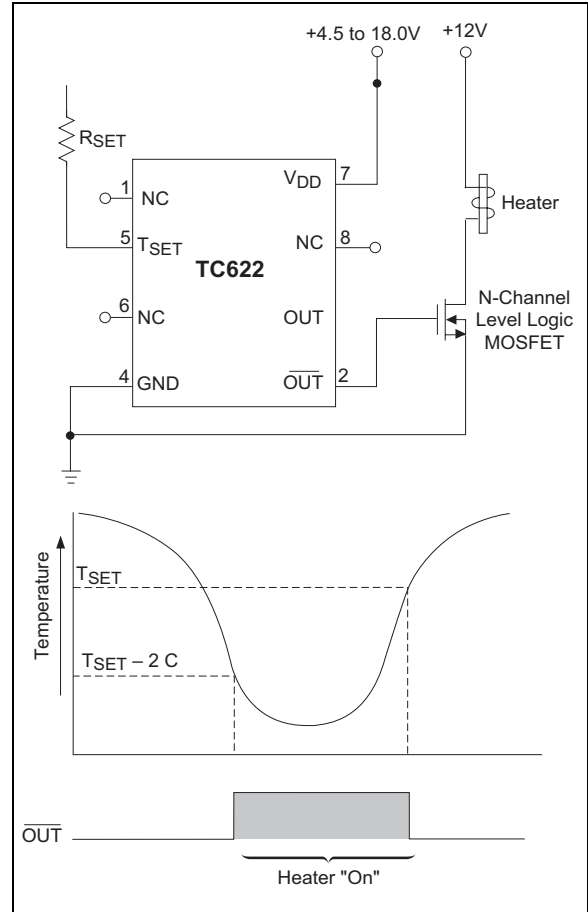 +4.5 to 18.0V
+12V
RSET
1
NC
VDD
7
Heater
5
TSET
NC
8
TC622
6
NC
OUT
N-Channel
Level Logic
MOSFET
4
GND
OUT
2
Temperature
TSET
TSET – 2 C
OUT
Heater "On"